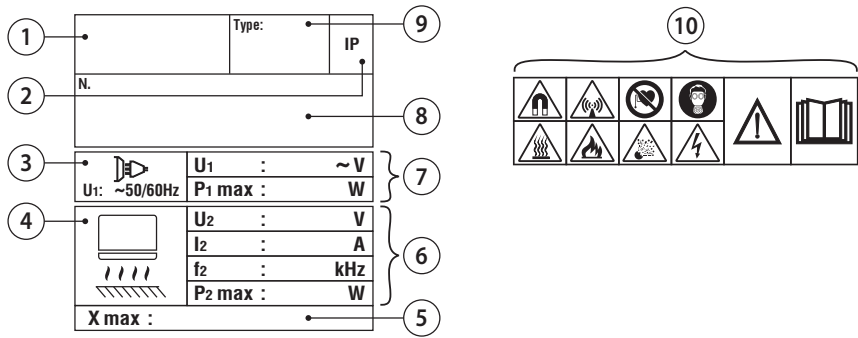 1
Type:
9
IP
2
N.
8
3
U1: ~50/60Hz
U1 : ~ V
P1 max : W
7
4
U2 : V
I2 : A
f2 : kHz
P2 max : W
6
X max :
5
10